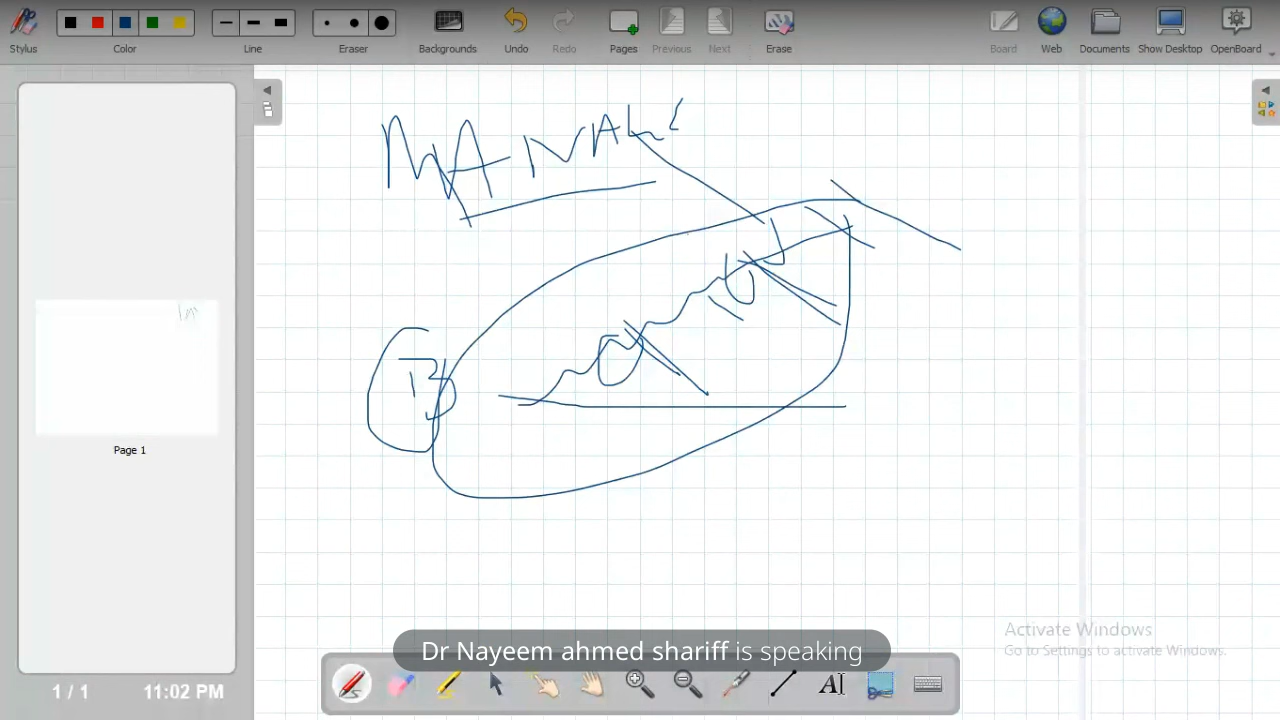 Stylus Color Line Eraser Backgrounds Undo Redo Pages Previous Next Erase Board Web Documents Show Desktop OpenBoard
Page 1
Activate Windows
Go to Settings to activate Windows.
Dr Nayeem ahmed shariff is speaking
1 / 1 11:02 PM